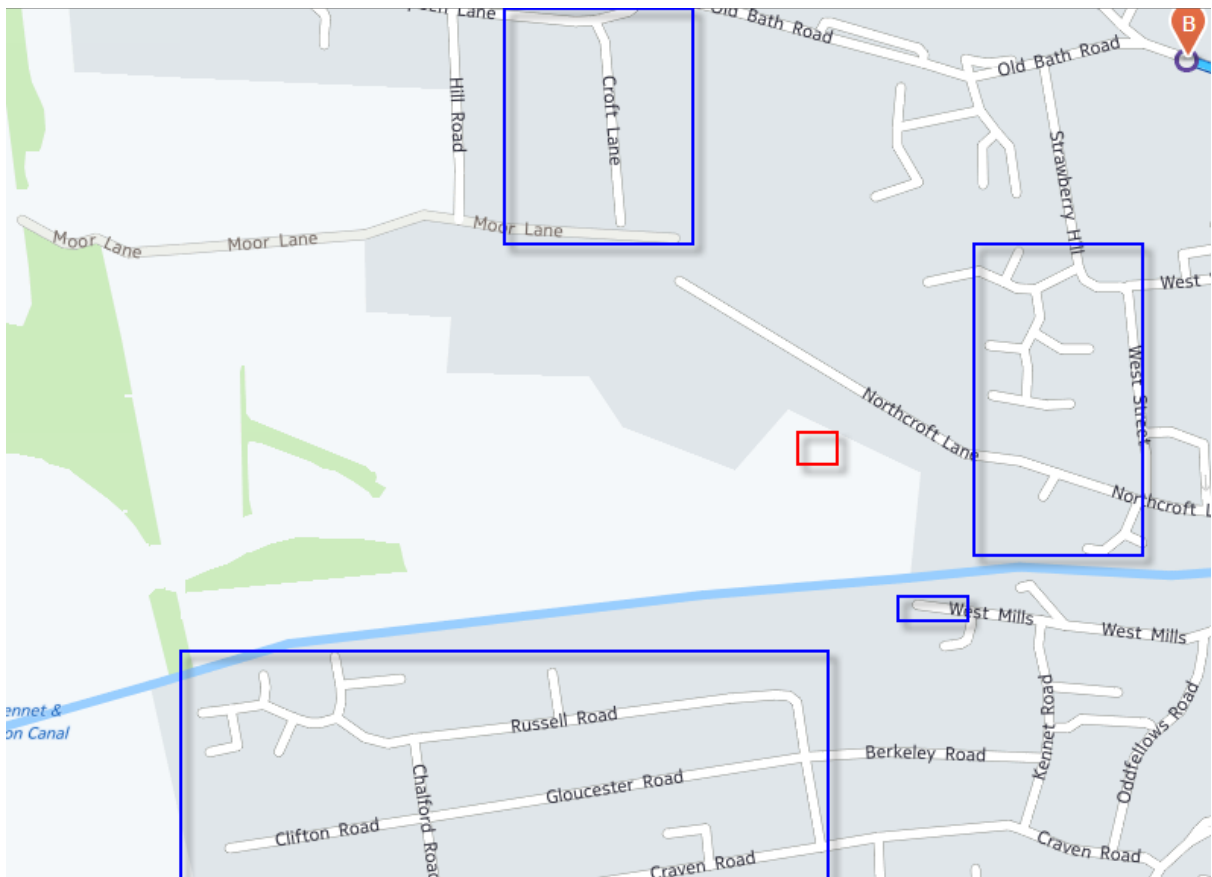 Lane
Old Bath Road
B
Old Bath Road
Hill Road
Croft Lane
Strawberry Hill
Moor Lane
Moor Lane
Moor Lane
West
West Street
Northcroft Lane
Northcroft L
West Mills
West Mills
Kennet Road
Oddfellows Road
ennet &
on Canal
Russell Road
Berkeley Road
Chalford Road
Gloucester Road
Clifton Road
Craven Road
Craven Road